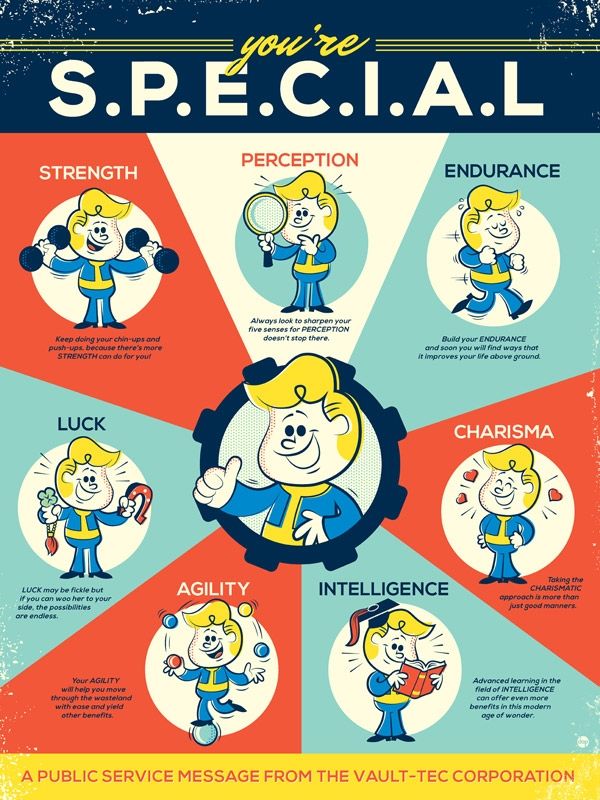 you're
S.P.E.C.I.A.L
STRENGTH
Keep doing your chin-ups and
push-ups, because there's more
STRENGTH can do for you!
PERCEPTION
Always look to sharpen your
five senses for PERCEPTION
doesn't stop there.
ENDURANCE
Build your ENDURANCE
and soon you will find ways that
it improves your life above ground.
LUCK
LUCK may be fickle but
if you can woo her to your
side, the possibilities
are endless.
CHARISMA
Taking the
CHARISMATIC
approach is more than
just good manners.
AGILITY
Your AGILITY
will help you move
through the wasteland
with ease and yield
other benefits.
INTELLIGENCE
Advanced learning in the
field of INTELLIGENCE
can offer even more
benefits in this modern
age of wonder.
A PUBLIC SERVICE MESSAGE FROM THE VAULT-TEC CORPORATION